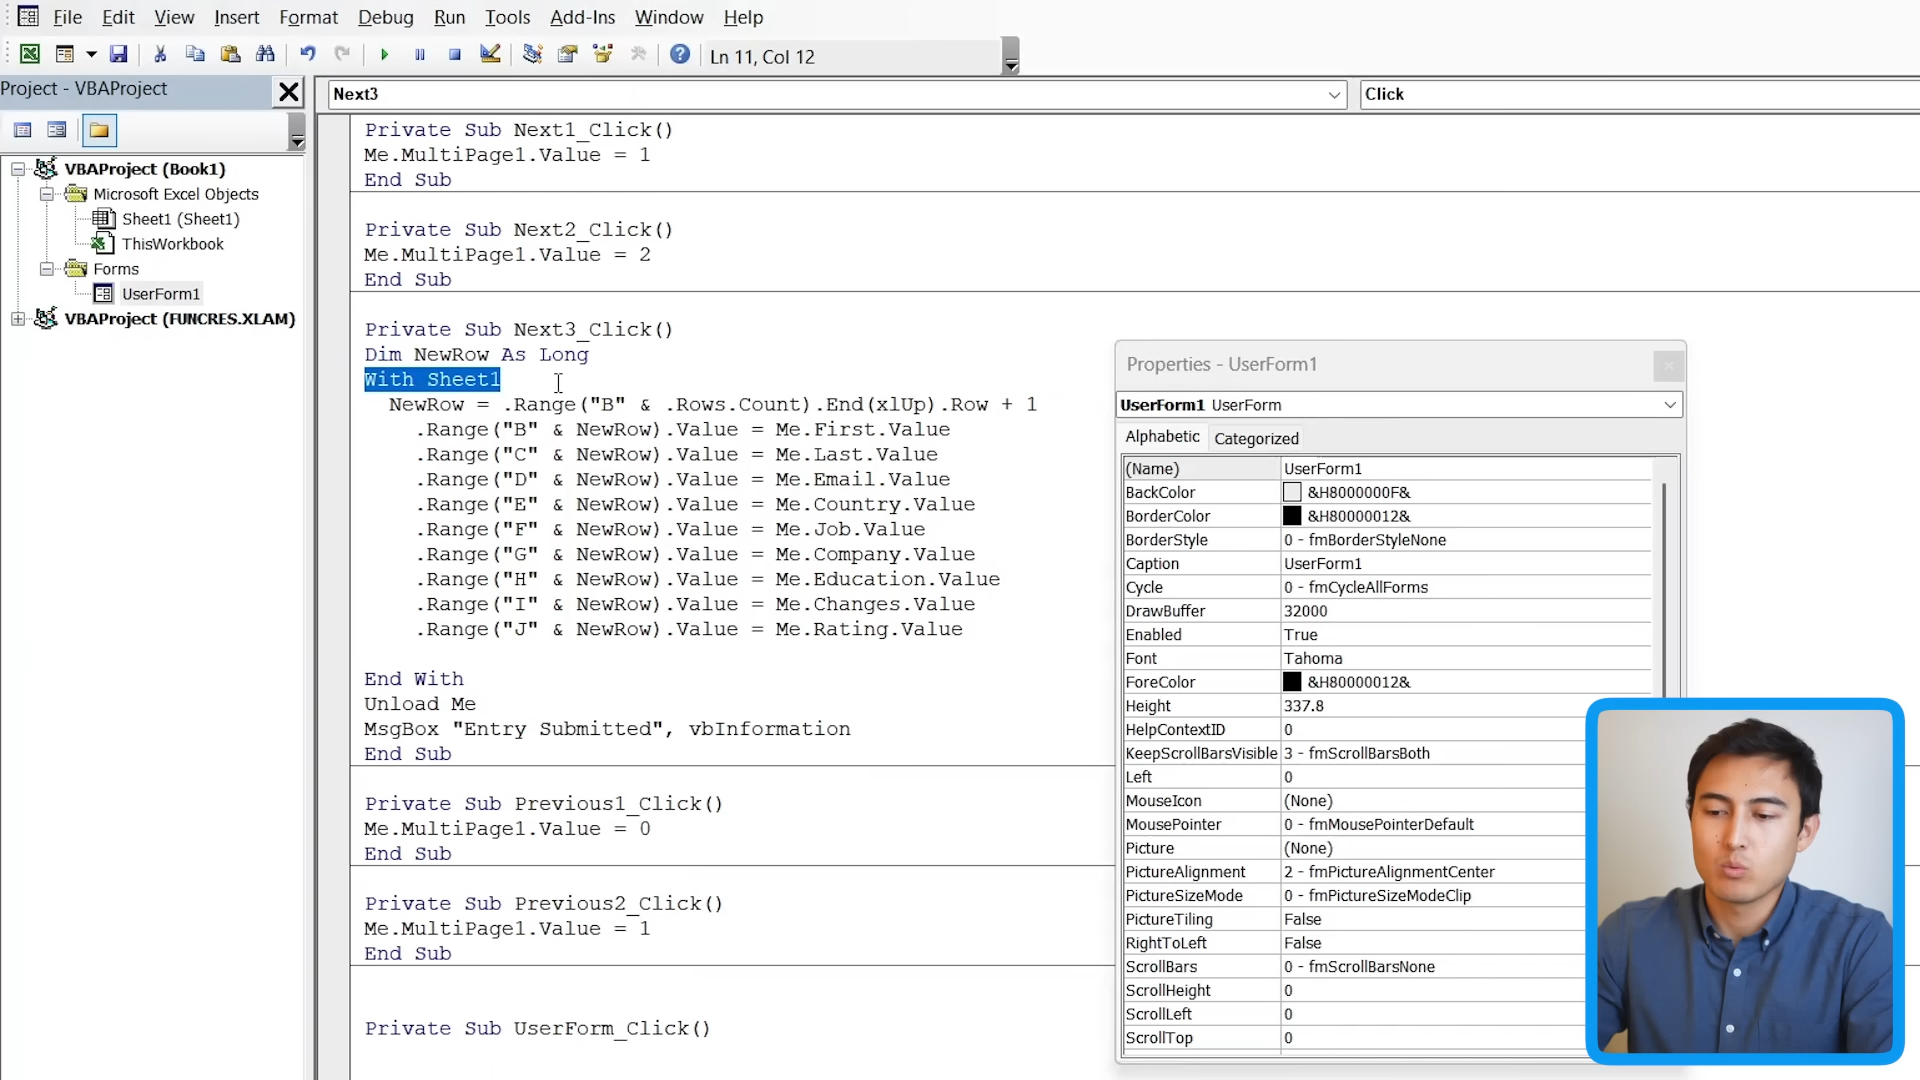 File Edit View Insert Format Debug Run Tools Add-Ins Window Help
Ln 11, Col 12
Project - VBAProject
VBAProject (Book1)
Microsoft Excel Objects
Sheet1 (Sheet1)
ThisWorkbook
Forms
UserForm1
VBAProject (FUNCRES.XLAM)
Next3
Click
Private Sub Next1_Click()
Me.MultiPage1.Value = 1
End Sub
Private Sub Next2_Click()
Me.MultiPage1.Value = 2
End Sub
Private Sub Next3_Click()
Dim NewRow As Long
With Sheet1
NewRow = .Range("B" & .Rows.Count).End(xlUp).Row + 1
.Range("B" & NewRow).Value = Me.First.Value
.Range("C" & NewRow).Value = Me.Last.Value
.Range("D" & NewRow).Value = Me.Email.Value
.Range("E" & NewRow).Value = Me.Country.Value
.Range("F" & NewRow).Value = Me.Job.Value
.Range("G" & NewRow).Value = Me.Company.Value
.Range("H" & NewRow).Value = Me.Education.Value
.Range("I" & NewRow).Value = Me.Changes.Value
.Range("J" & NewRow).Value = Me.Rating.Value
End With
Unload Me
MsgBox "Entry Submitted", vbInformation
End Sub
Private Sub Previous1_Click()
Me.MultiPage1.Value = 0
End Sub
Private Sub Previous2_Click()
Me.MultiPage1.Value = 1
End Sub
Private Sub UserForm_Click()
Properties - UserForm1
UserForm1 UserForm
Alphabetic Categorized
(Name) UserForm1
BackColor &H8000000F&
BorderColor &H80000012&
BorderStyle 0 - fmBorderStyleNone
Caption UserForm1
Cycle 0 - fmCycleAllForms
DrawBuffer 32000
Enabled True
Font Tahoma
ForeColor &H80000012&
Height 337.8
HelpContextID 0
KeepScrollBarsVisible 3 - fmScrollBarsBoth
Left 0
MouseIcon (None)
MousePointer 0 - fmMousePointerDefault
Picture (None)
PictureAlignment 2 - fmPictureAlignmentCenter
PictureSizeMode 0 - fmPictureSizeModeClip
PictureTiling False
RightToLeft False
ScrollBars 0 - fmScrollBarsNone
ScrollHeight 0
ScrollLeft 0
ScrollTop 0